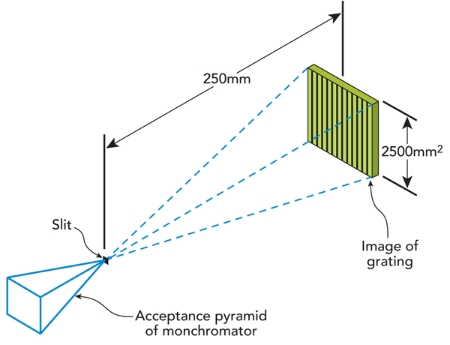 250mm
2500mm²
Slit
Image of
grating
Acceptance pyramid
of monchromator